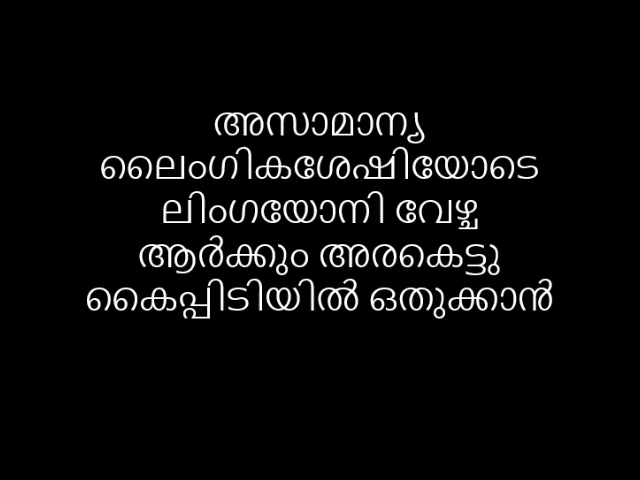 അസാമാന്യ
ലൈംഗികശേഷിയോടെ
ലിംഗയോനി വേഴ്ച
ആർക്കും അരകെട്ടു
കൈപ്പിടിയിൽ ഒതുക്കാൻ